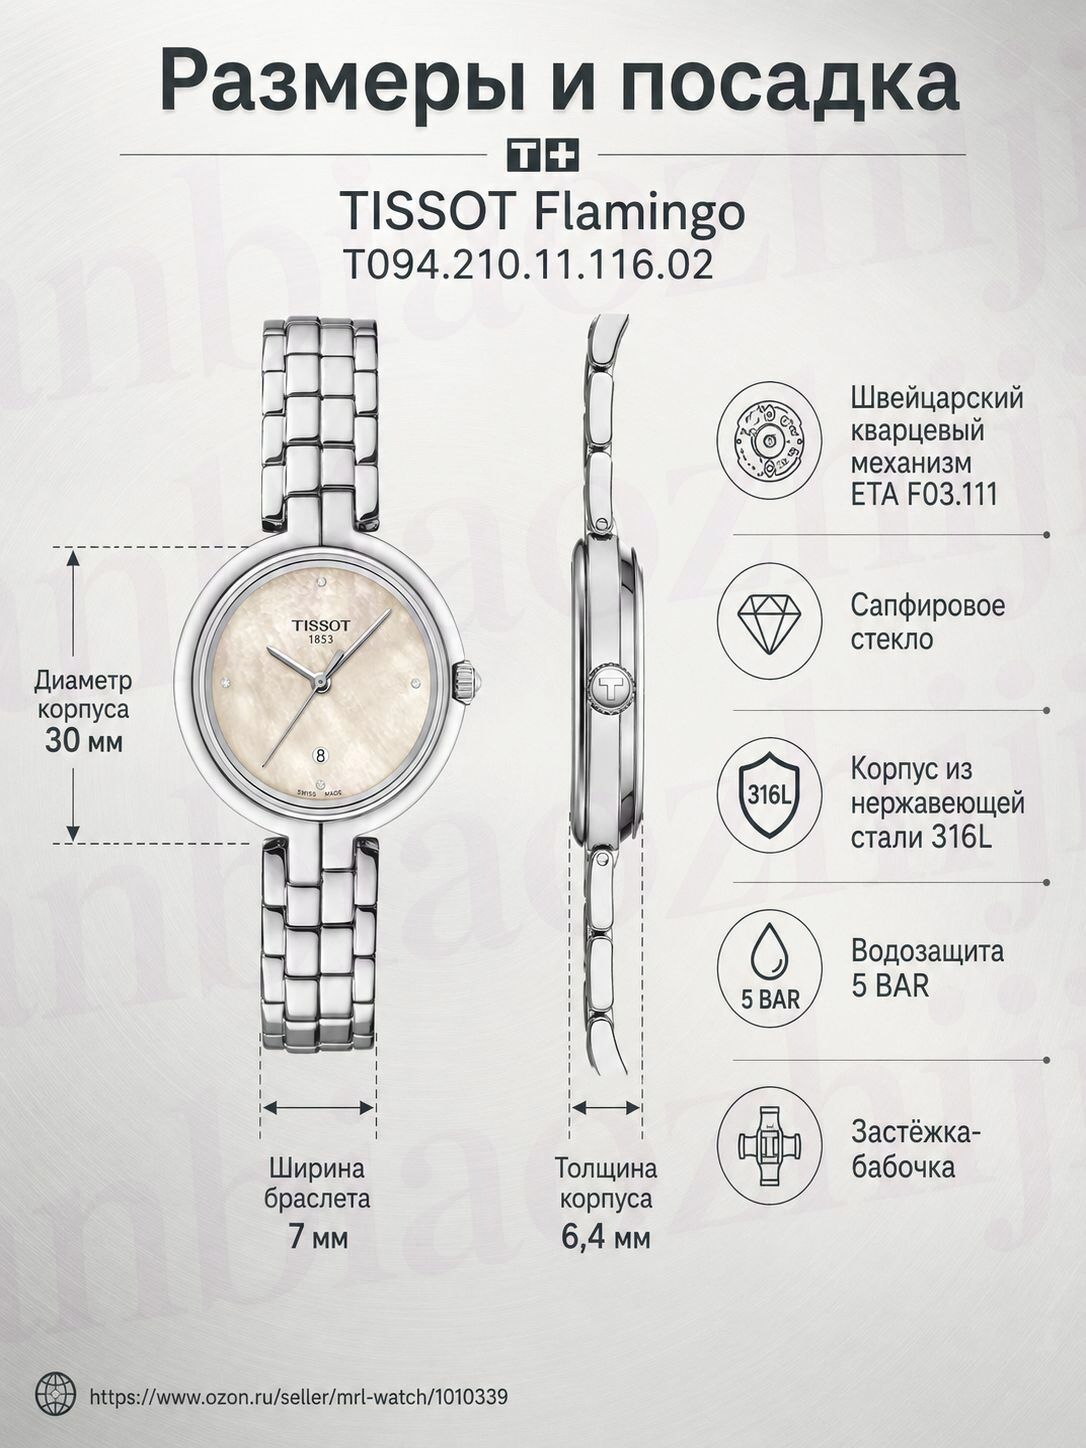 Размеры и посадка
T+
TISSOT Flamingo
T094.210.11.116.02
Швейцарский
кварцевый
механизм
ETA F03.111
Сапфировое
стекло
316L
Корпус из
нержавеющей
стали 316L
5 BAR
Водозащита
5 BAR
Застёжка-
бабочка
TISSOT
1853
8
SWISS MADE
T
Диаметр
корпуса
30 мм
Ширина
браслета
7 мм
Толщина
корпуса
6,4 мм
https://www.ozon.ru/seller/mrl-watch/1010339